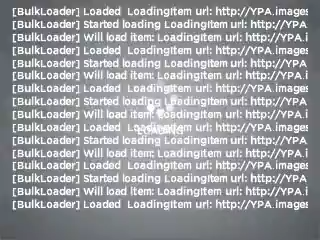 [BulkLoader] Loaded LoadingItem url: http://YPA.images
[BulkLoader] Started loading LoadingItem url: http://YPA
[BulkLoader] Will load item: LoadingItem url: http://YPA.i
[BulkLoader] Loaded LoadingItem url: http://YPA.images
[BulkLoader] Started loading LoadingItem url: http://YPA
[BulkLoader] Will load item: LoadingItem url: http://YPA.i
[BulkLoader] Loaded LoadingItem url: http://YPA.images
[BulkLoader] Started loading LoadingItem url: http://YPA
[BulkLoader] Will load item: LoadingItem url: http://YPA.i
[BulkLoader] Loaded LoadingItem url: http://YPA.images
LOADING
[BulkLoader] Started loading LoadingItem url: http://YPA
[BulkLoader] Will load item: LoadingItem url: http://YPA.i
[BulkLoader] Loaded LoadingItem url: http://YPA.images
[BulkLoader] Started loading LoadingItem url: http://YPA
[BulkLoader] Will load item: LoadingItem url: http://YPA.i
[BulkLoader] Loaded LoadingItem url: http://YPA.images